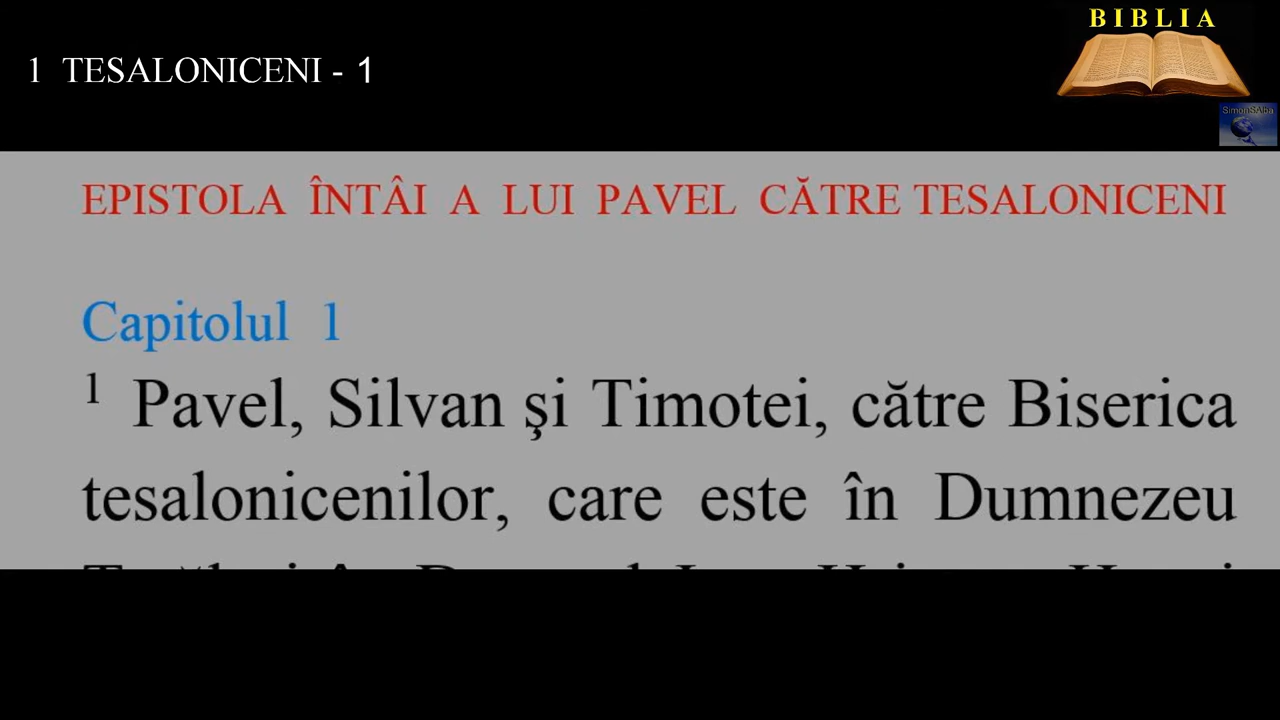 BIBLIA
1 TESALONICENI - 1
SimonSAlba
EPISTOLA ÎNTÂI A LUI PAVEL CĂTRE TESALONICENI
Capitolul 1
1 Pavel, Silvan şi Timotei, către Biserica
tesalonicenilor, care este în Dumnezeu